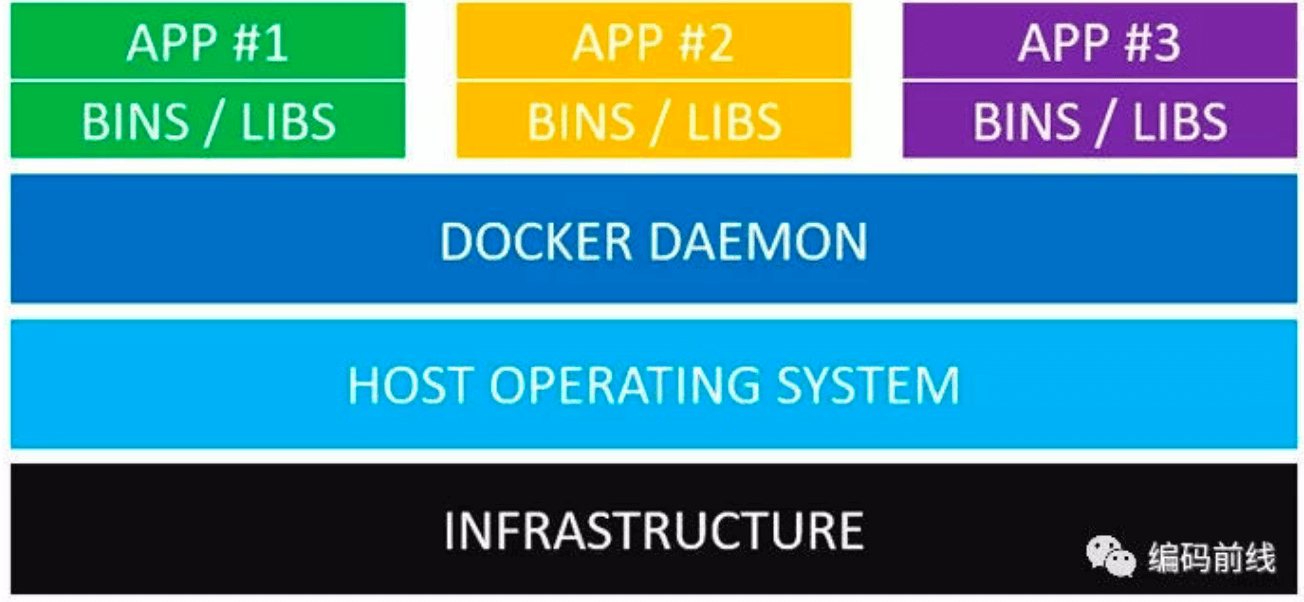 APP #1
APP #2
APP #3
BINS / LIBS
BINS / LIBS
BINS / LIBS
DOCKER DAEMON
HOST OPERATING SYSTEM
INFRASTRUCTURE
编码前线